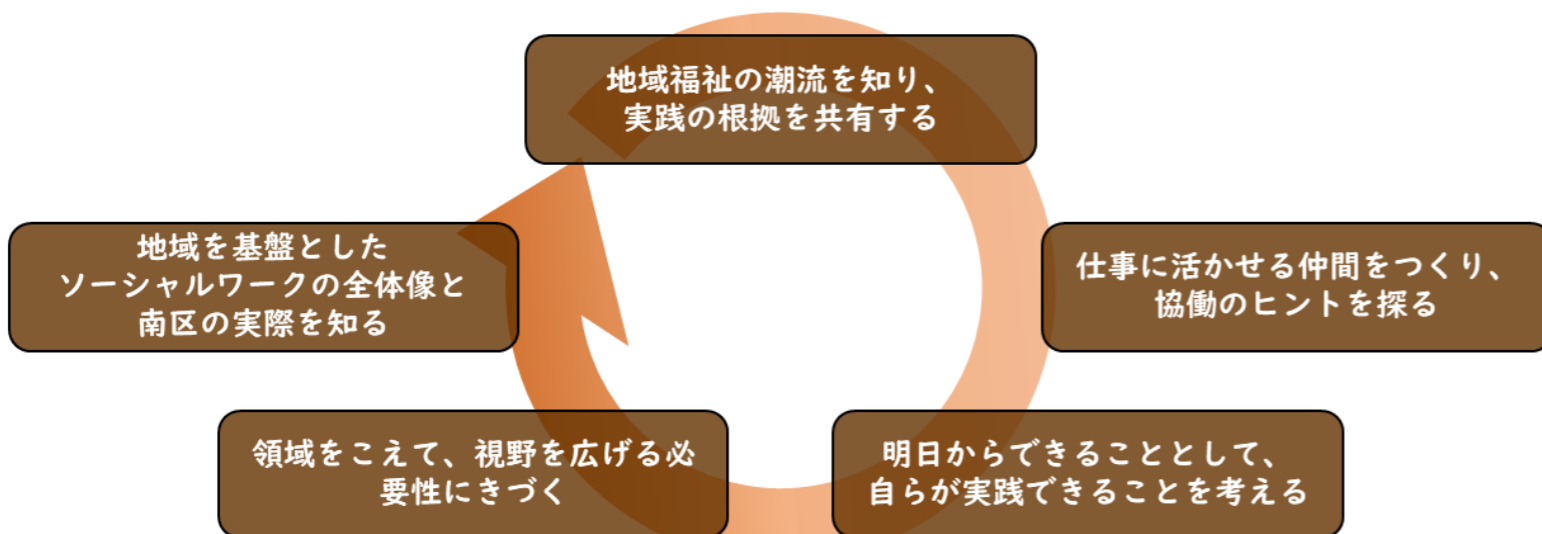 地域福祉の潮流を知り、
実践の根拠を共有する
地域を基盤とした
ソーシャルワークの全体像と
南区の実際を知る
仕事に活かせる仲間をつくり、
協働のヒントを探る
領域をこえて、視野を広げる必
要性にきづく
明日からできることとして、
自らが実践できることを考える